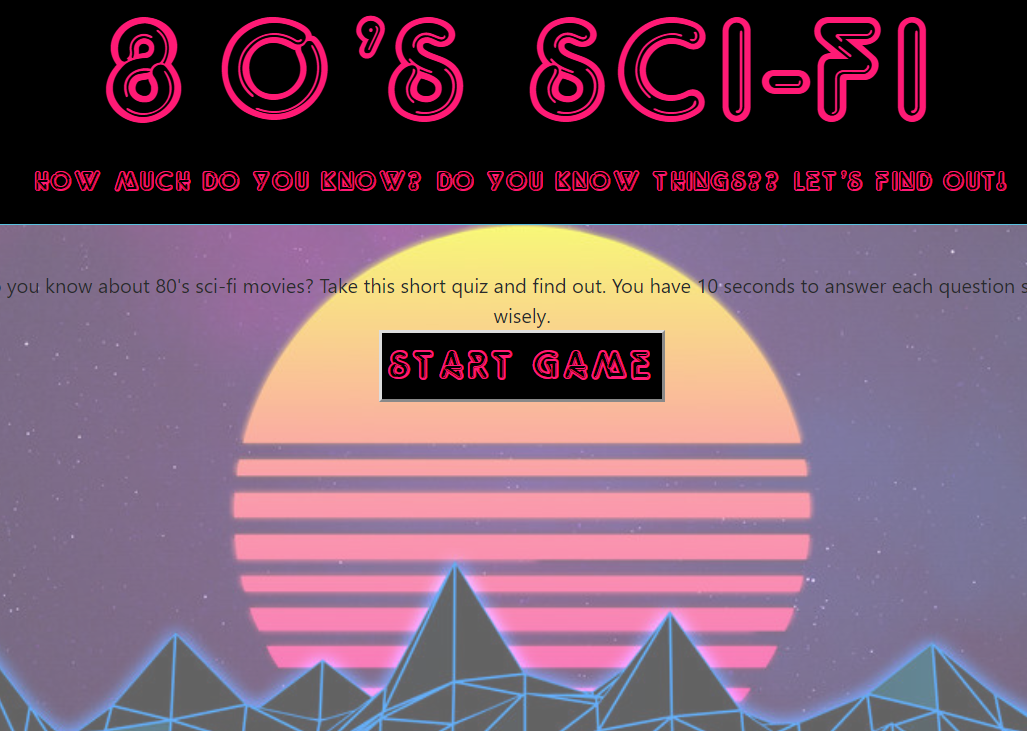 80'S SCI-FI
HOW MUCH DO YOU KNOW? DO YOU KNOW THINGS?? LET'S FIND OUT!
you know about 80's sci-fi movies? Take this short quiz and find out. You have 10 seconds to answer each question
wisely.
START GAME